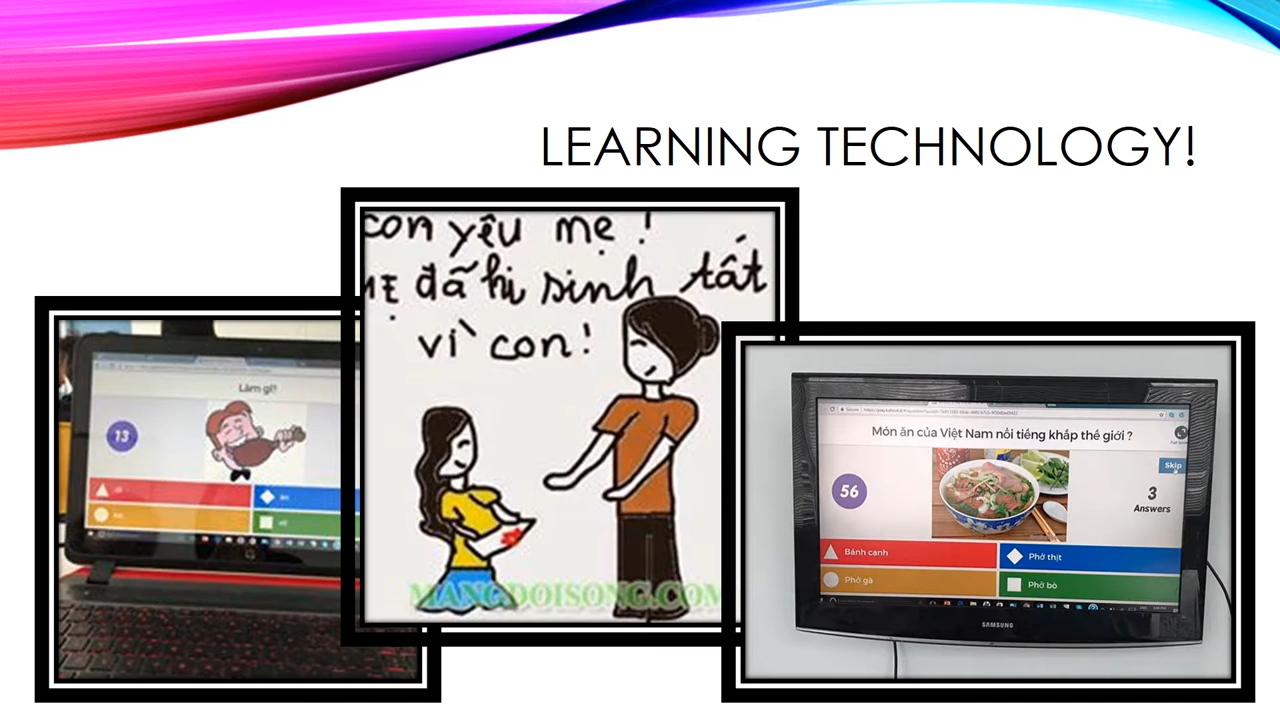 LEARNING TECHNOLOGY!
con yêu mẹ !
MẸ đã hi sinh tất
vì con!
MANGDOISONG.COM
Làm gì?
13
Món ăn của Việt Nam nổi tiếng khắp thế giới ?
Skip
56
3
Answers
Bánh canh
Phở thịt
Phở gà
Phở bò
SAMSUNG